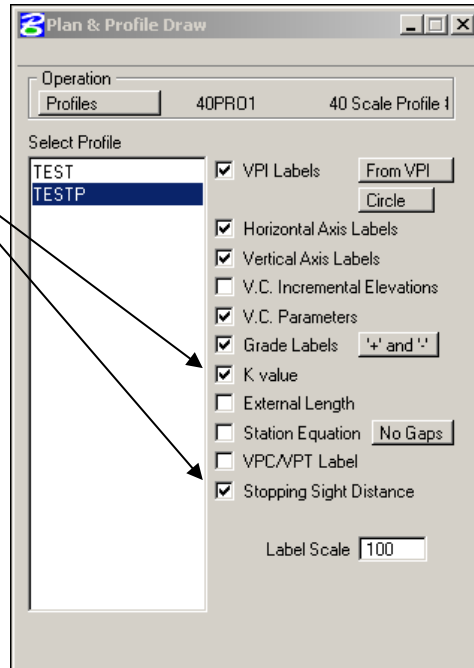 Plan & Profile Draw
Operation
Profiles 40PRO1 40 Scale Profile
Select Profile
TEST
TESTP
VPI Labels From VPI
Circle
Horizontal Axis Labels
Vertical Axis Labels
V.C. Incremental Elevations
V.C. Parameters
Grade Labels '+' and '-'
K value
External Length
Station Equation No Gaps
VPC/VPT Label
Stopping Sight Distance
Label Scale 100